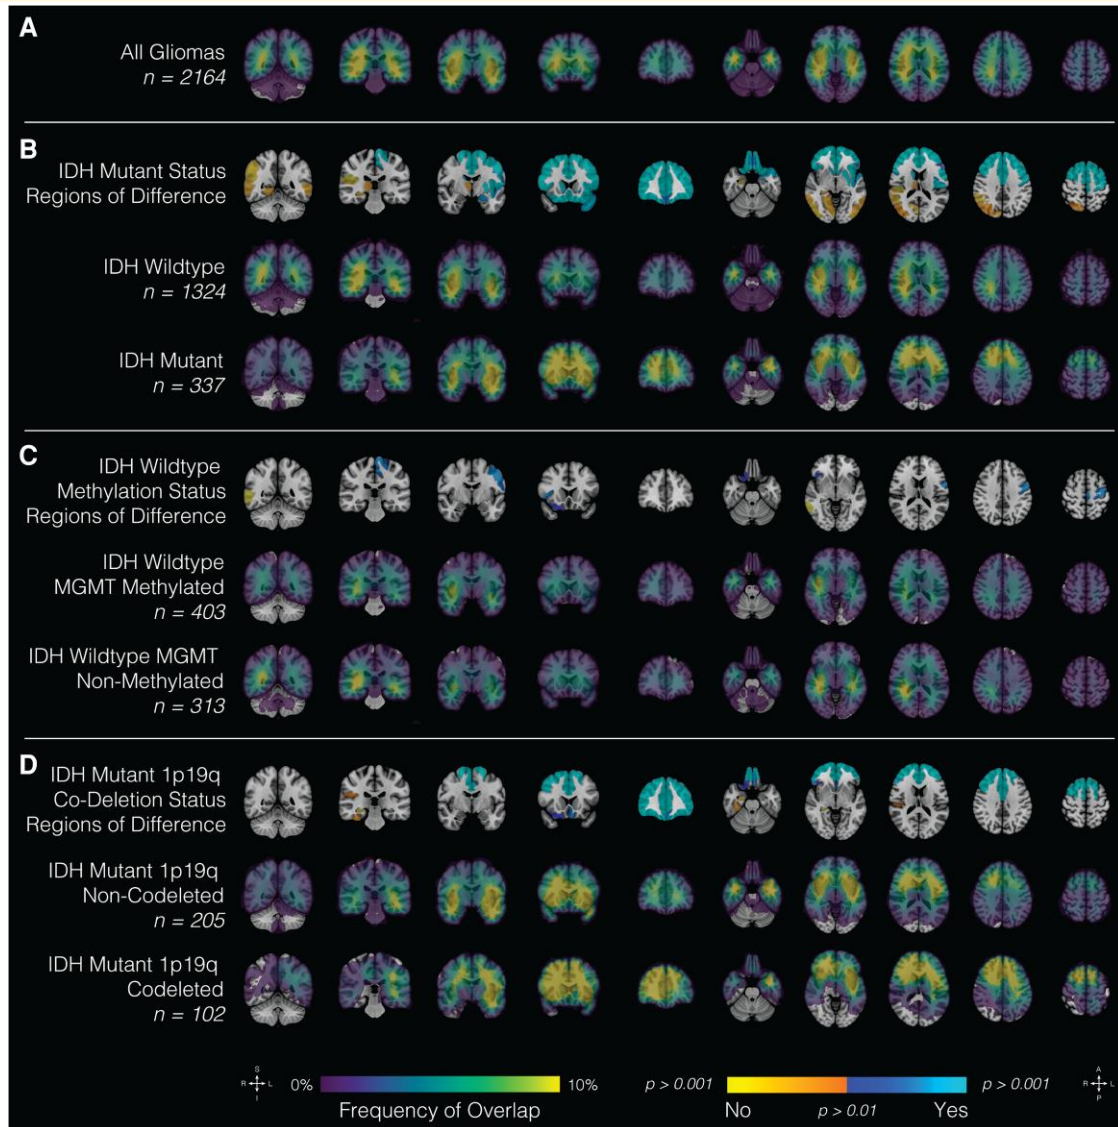 A
All Gliomas
n = 2164
B
IDH Mutant Status
Regions of Difference
IDH Wildtype
n = 1324
IDH Mutant
n = 337
C
IDH Wildtype
Methylation Status
Regions of Difference
IDH Wildtype
MGMT Methylated
n = 403
IDH Wildtype MGMT
Non-Methylated
n = 313
D
IDH Mutant 1p19q
Co-Deletion Status
Regions of Difference
IDH Mutant 1p19q
Non-Codeleted
n = 205
IDH Mutant 1p19q
Codeleted
n = 102
S
R L
I
0% 10%
Frequency of Overlap
p > 0.001 p > 0.001
No p > 0.01 Yes
A
R L
P